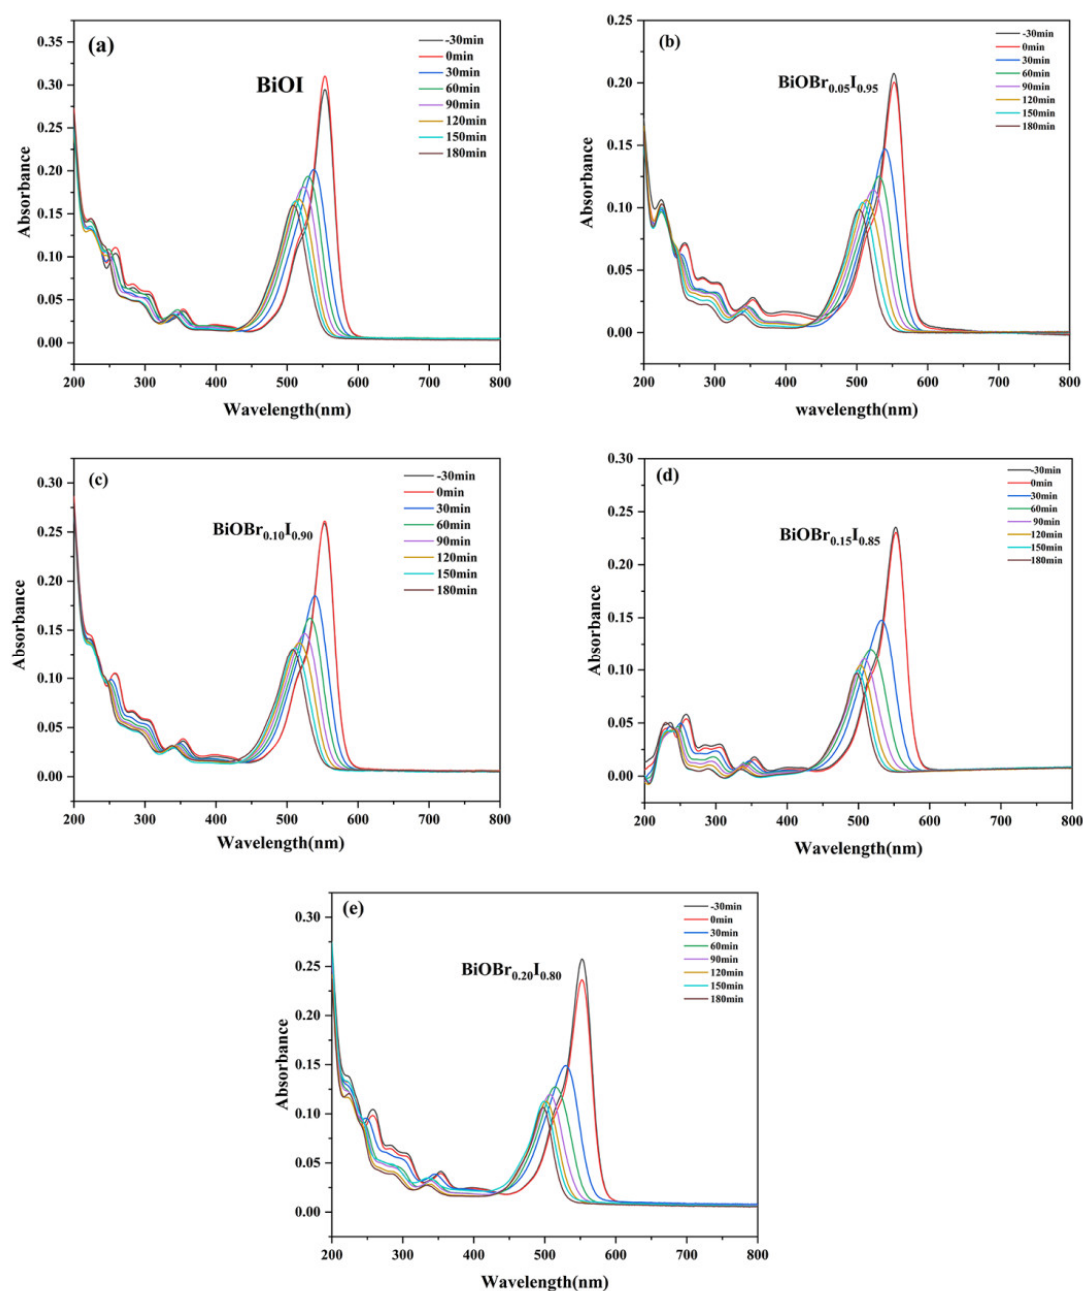 (a)
BiOI
-30min
0min
30min
60min
90min
120min
150min
180min
0.35
0.30
0.25
0.20
0.15
0.10
0.05
0.00
Absorbance
200 300 400 500 600 700 800
Wavelength(nm)
(b)
BiOBr0.05I0.95
-30min
0min
30min
60min
90min
120min
150min
180min
0.25
0.20
0.15
0.10
0.05
0.00
Absorbance
200 300 400 500 600 700 800
wavelength(nm)
(c)
BiOBr0.10I0.90
-30min
0min
30min
60min
90min
120min
150min
180min
0.30
0.25
0.20
0.15
0.10
0.05
0.00
Absorbance
200 300 400 500 600 700 800
Wavelength(nm)
(d)
BiOBr0.15I0.85
-30min
0min
30min
60min
90min
120min
150min
180min
0.30
0.25
0.20
0.15
0.10
0.05
0.00
Absorbance
200 300 400 500 600 700 800
Wavelength(nm)
(e)
BiOBr0.20I0.80
-30min
0min
30min
60min
90min
120min
150min
180min
0.30
0.25
0.20
0.15
0.10
0.05
0.00
Absorbance
200 300 400 500 600 700 800
Wavelength(nm)